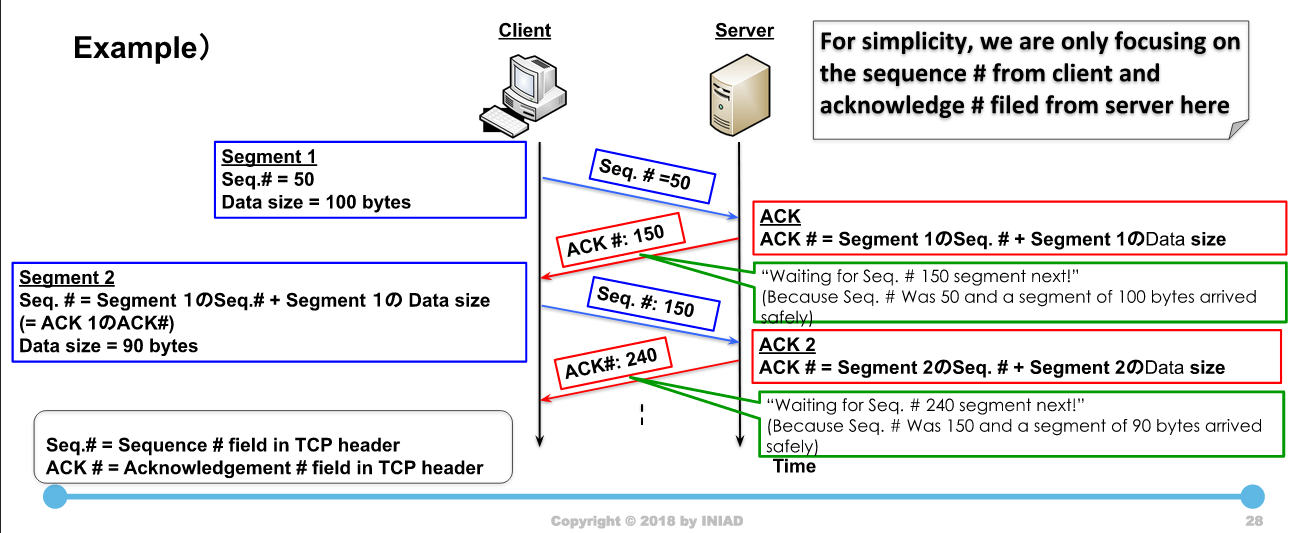 Example）
Client
Server
For simplicity, we are only focusing on
the sequence # from client and
acknowledge # filed from server here
Segment 1
Seq.# = 50
Data size = 100 bytes
Seq. # =50
ACK
ACK # = Segment 1のSeq. # + Segment 1のData size
ACK #: 150
“Waiting for Seq. # 150 segment next!”
(Because Seq. # Was 50 and a segment of 100 bytes arrived
safely)
Segment 2
Seq. # = Segment 1のSeq.# + Segment 1の Data size
(= ACK 1のACK#)
Data size = 90 bytes
Seq. #: 150
ACK 2
ACK # = Segment 2のSeq. # + Segment 2のData size
ACK#: 240
“Waiting for Seq. # 240 segment next!”
(Because Seq. # Was 150 and a segment of 90 bytes arrived
safely)
Time
Seq.# = Sequence # field in TCP header
ACK # = Acknowledgement # field in TCP header
Copyright © 2018 by INIAD
28